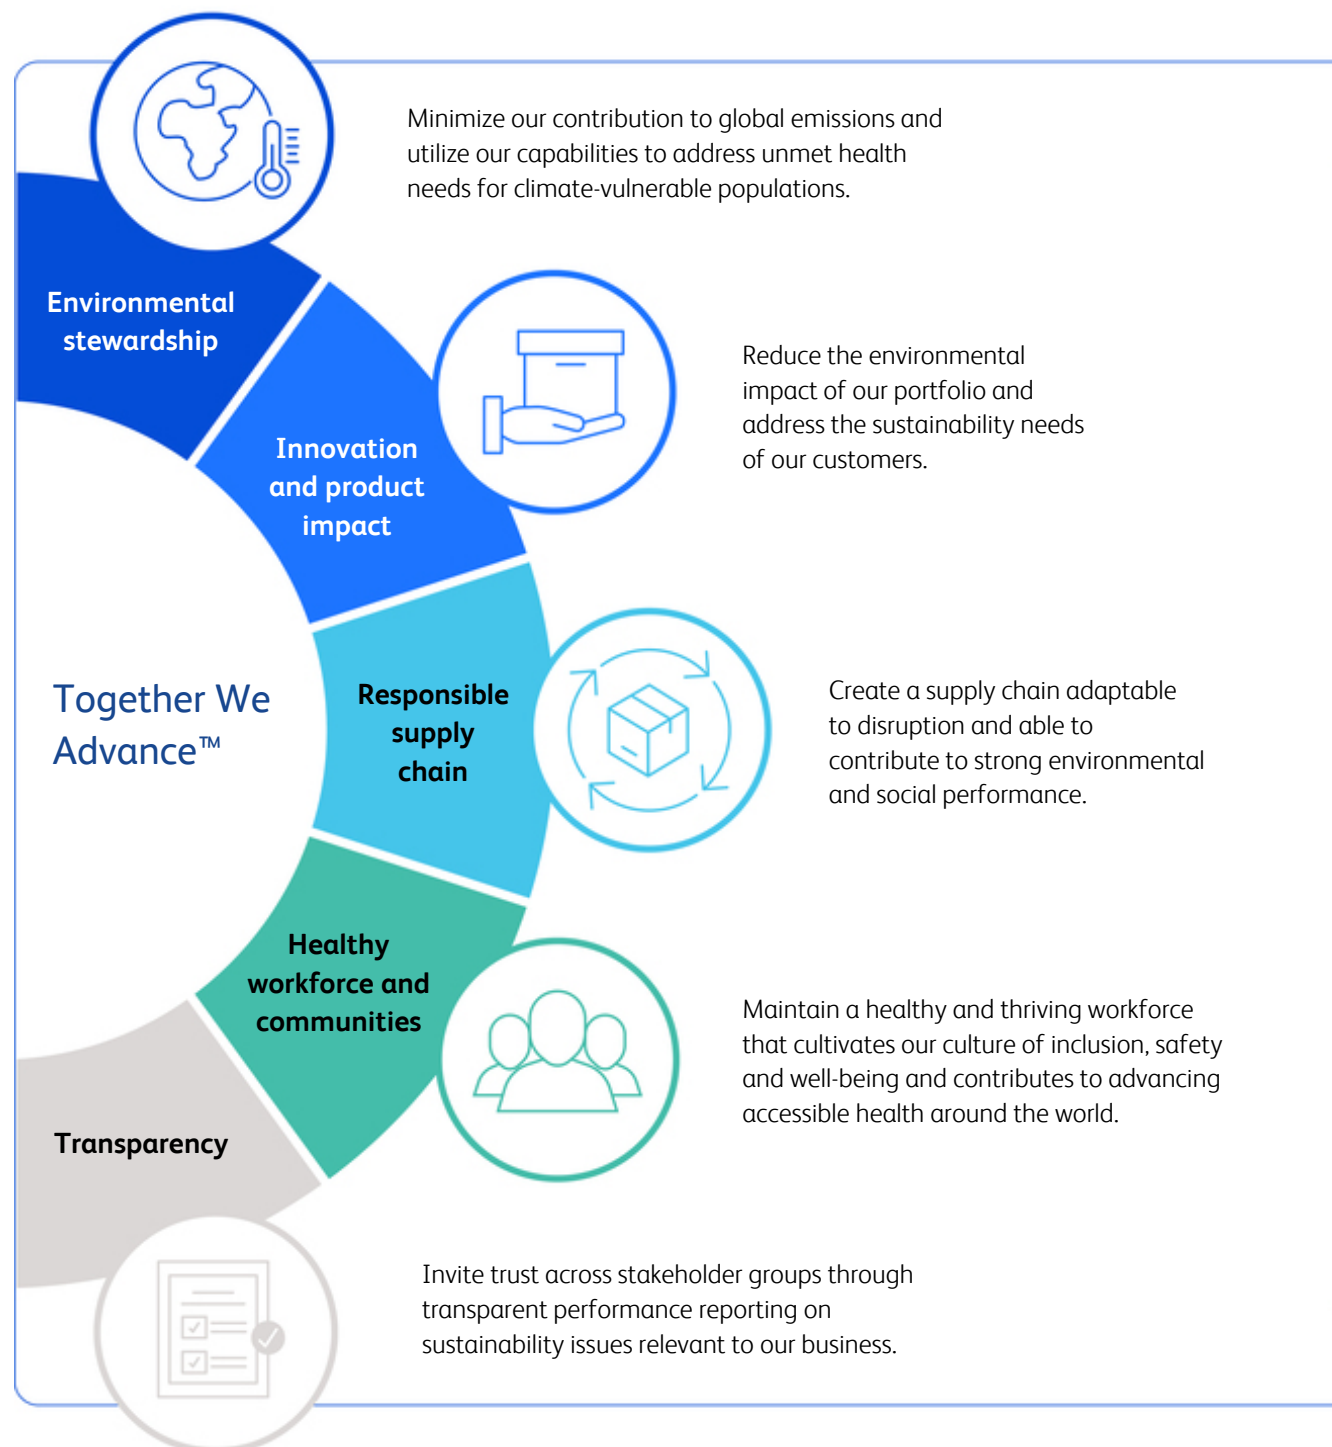 Minimize our contribution to global emissions and
utilize our capabilities to address unmet health
needs for climate-vulnerable populations.
Environmental
stewardship
Reduce the environmental
impact of our portfolio and
address the sustainability needs
of our customers.
Innovation
and product
impact
Together We
Advance™
Responsible
supply
chain
Create a supply chain adaptable
to disruption and able to
contribute to strong environmental
and social performance.
Healthy
workforce and
communities
Maintain a healthy and thriving workforce
that cultivates our culture of inclusion, safety
and well-being and contributes to advancing
accessible health around the world.
Transparency
Invite trust across stakeholder groups through
transparent performance reporting on
sustainability issues relevant to our business.